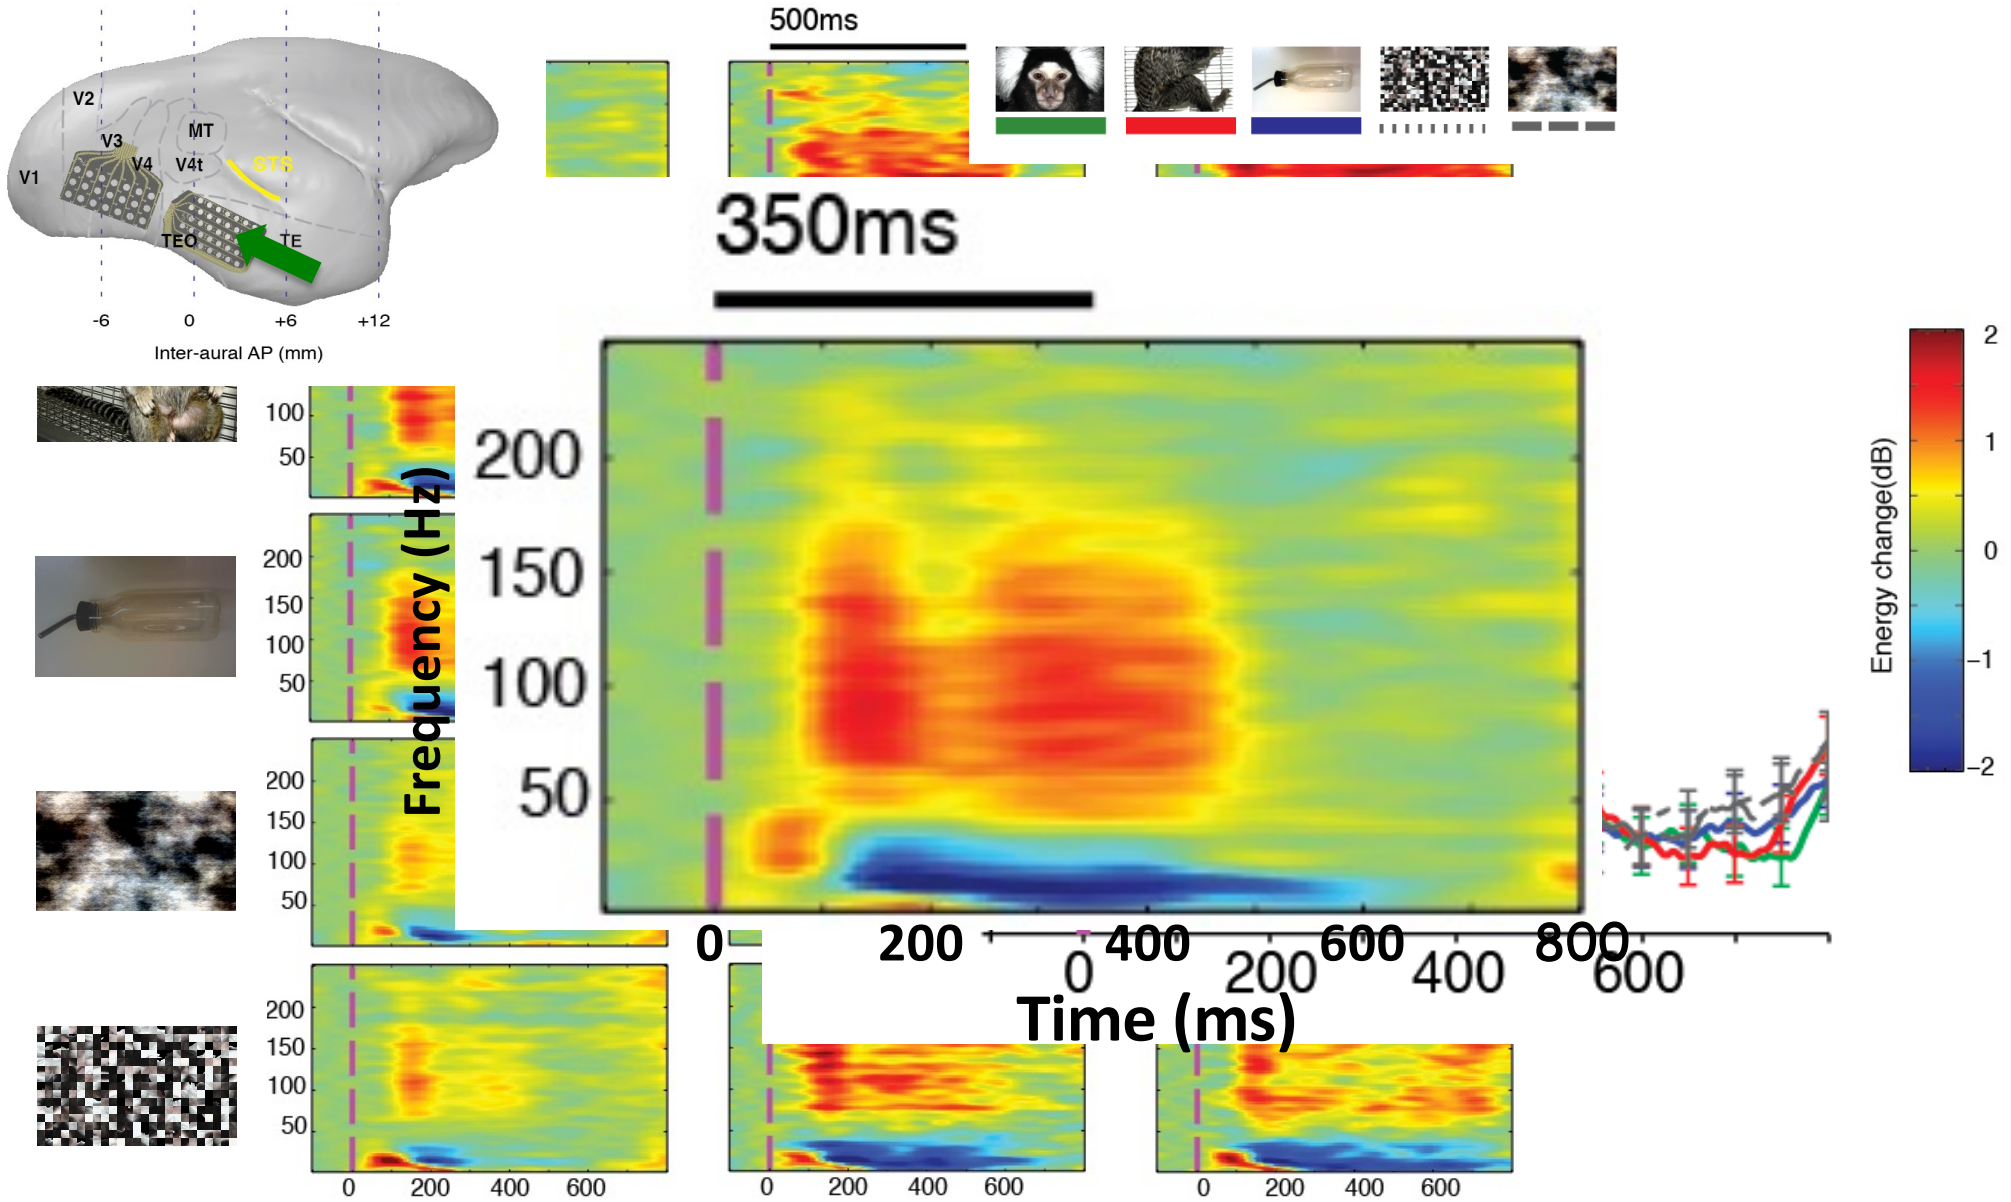 500ms
V2
V3
MT
V4
V4t
STS
V1
TEO
TE
-6 0 +6 +12
Inter-aural AP (mm)
350ms
100
50
200
150
100
50
200
150
100
50
200
150
100
50
Frequency (Hz)
200
150
100
50
0 200 400 600 800
0 200 400 600
Time (ms)
0 200 400 600
0 200 400 600
0 200 400 600
Energy change(dB)
2
1
0
−1
−2